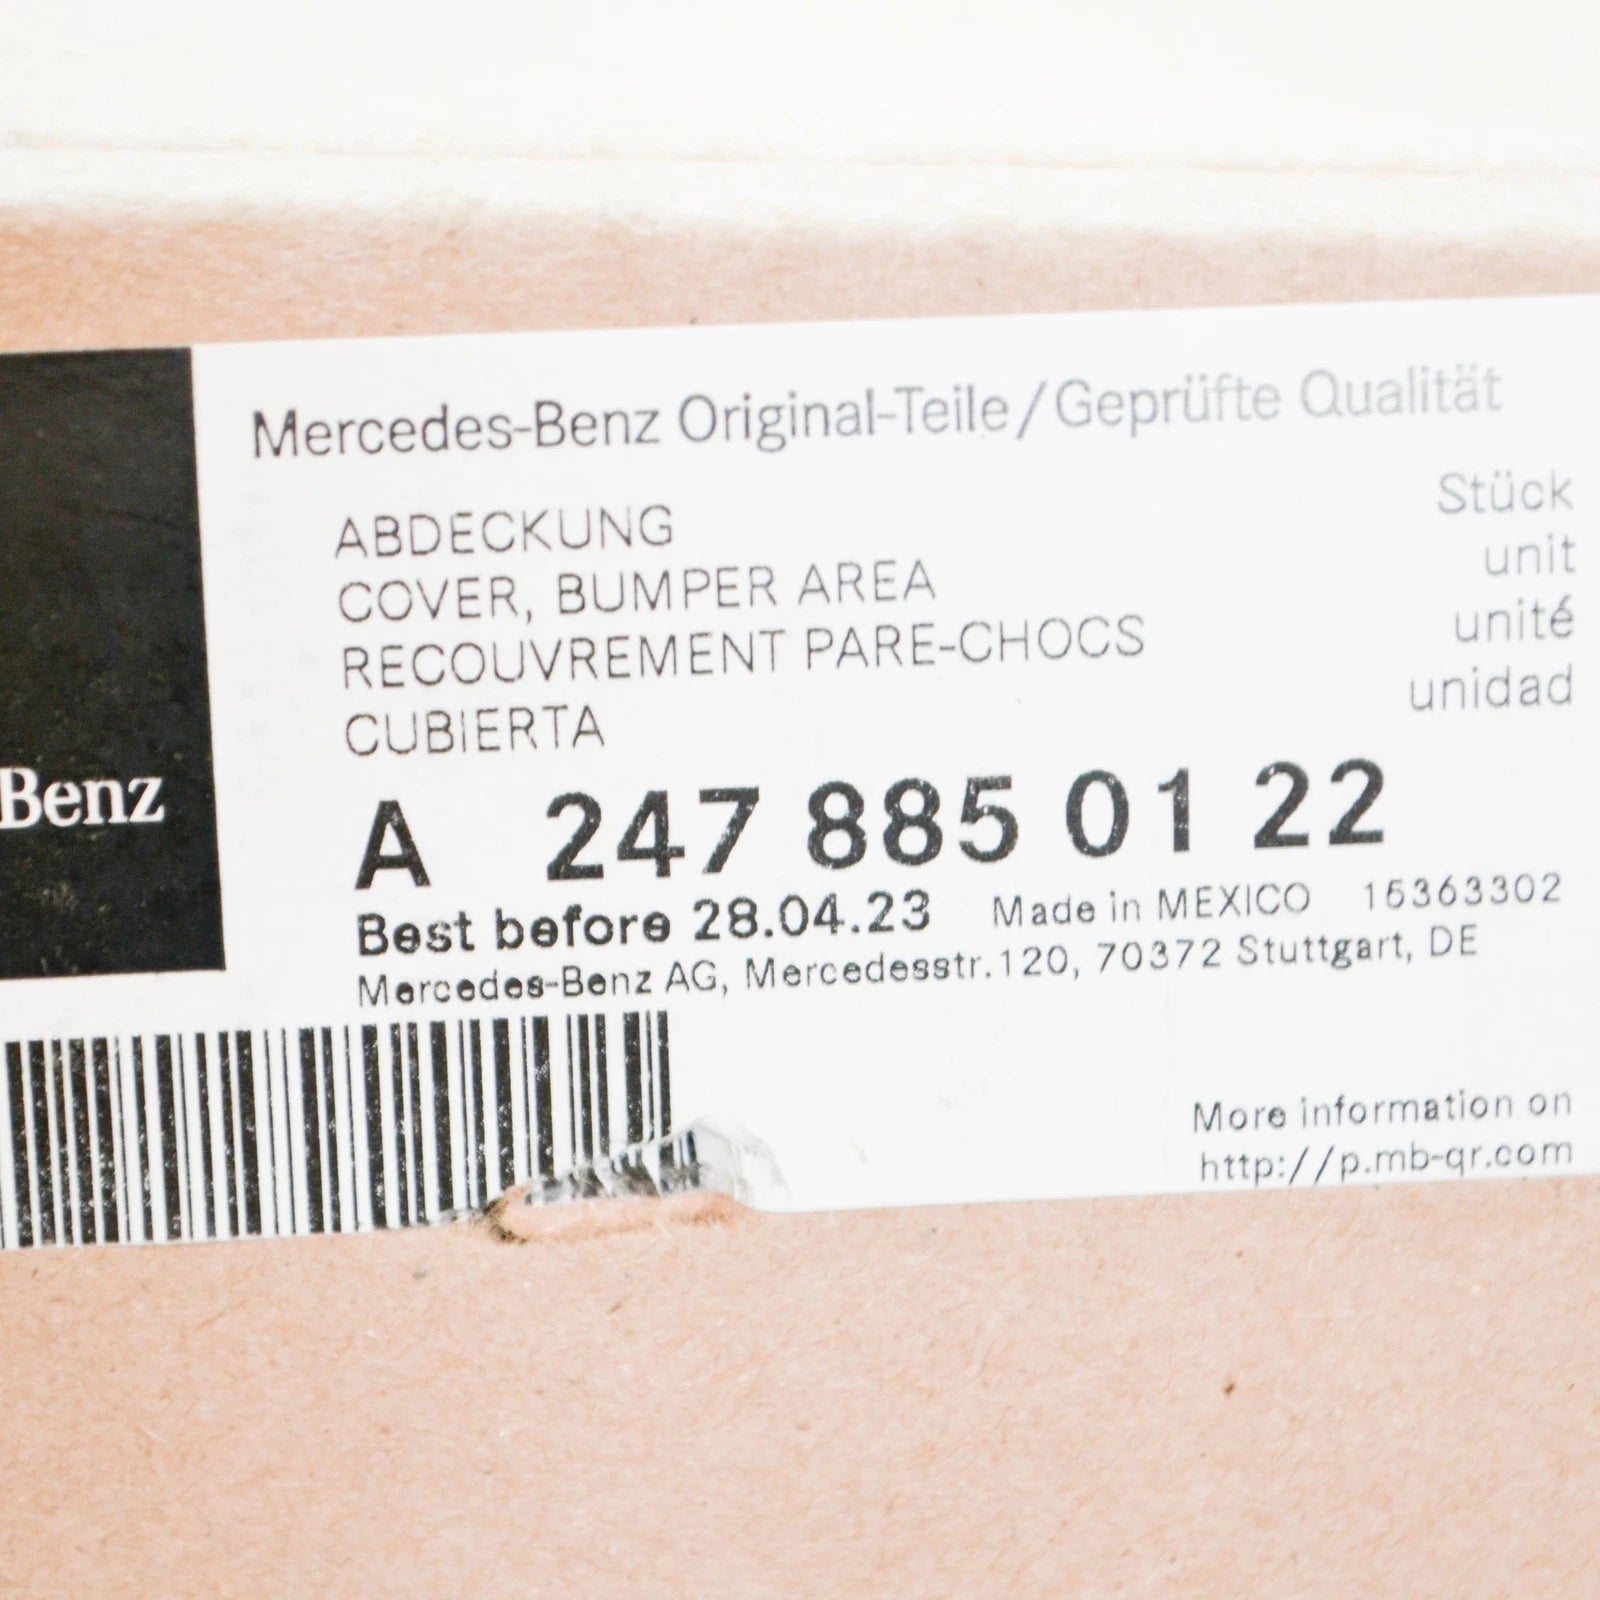 Mercedes-Benz Original-Teile/Geprüfte Qualität
ABDECKUNG
COVER, BUMPER AREA
RECOUVREMENT PARE-CHOCS
CUBIERTA
Stück
unit
unité
unidad
Benz
A 247 885 01 22
Best before 28.04.23 Made in MEXICO 15363302
Mercedes-Benz AG, Mercedesstr.120, 70372 Stuttgart, DE
More information on
http://p.mb-qr.com